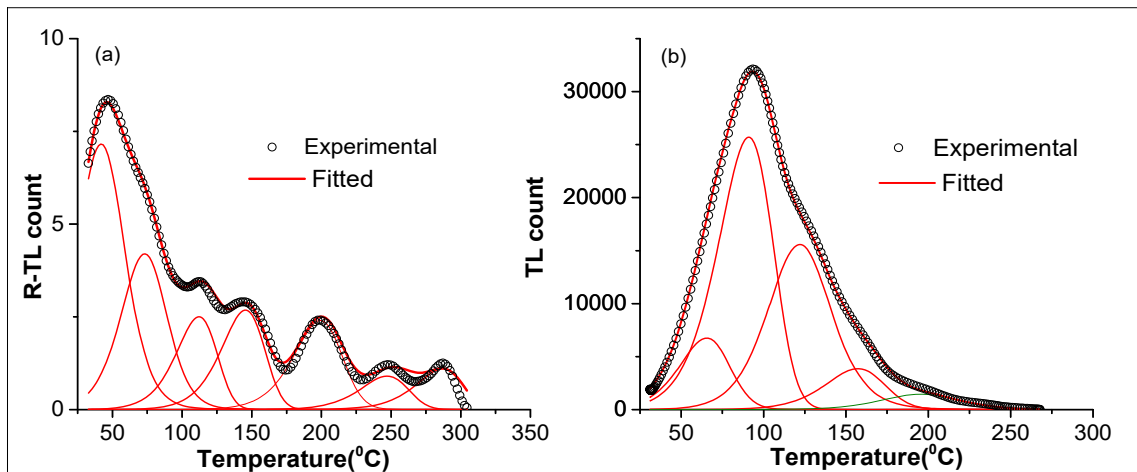 (a)
10
5
0
R-TL count
Experimental
Fitted
50 100 150 200 250 300 350
Temperature(⁰C)
(b)
30000
20000
10000
0
TL count
Experimental
Fitted
50 100 150 200 250 300
Temperature(⁰C)